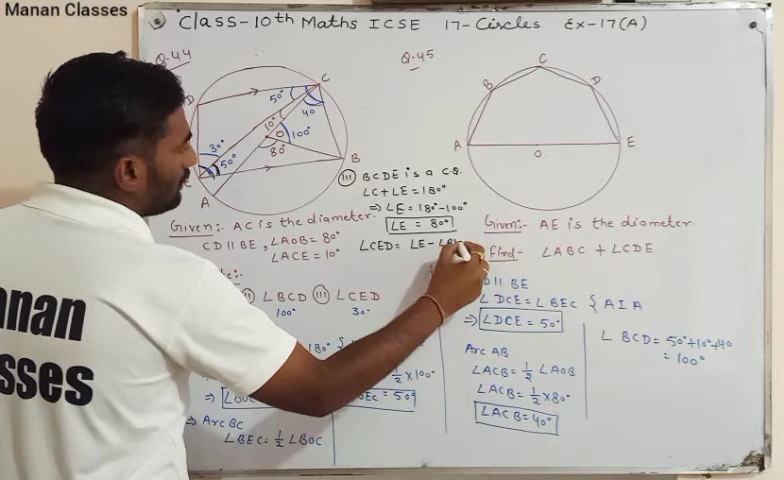 Manan Classes
Class-10th Maths ICSE 17-Circles Ex-17(A)
Q.44
Q.45
D
C
50°
40
10°
O
100°
30°
80°
50°
B
A
C
B
D
A
E
O
(III) BCDE is a C.Q.
∠C + ∠E = 180°
⇒ ∠E = 180°-100°
∠E = 80°
∠CED = ∠E - ∠B
Given:- AC is the diameter.
CD || BE, ∠AOB = 80°
∠ACE = 10°
(II) ∠BCD (III) ∠CED
100° 30°
180° {
1/2 × 100°
= 50°
⇒ Arc BC
∠BEC = 1/2 ∠BOC
Given:- AE is the diameter.
Find- ∠ABC + ∠CDE
|| BE
∠DCE = ∠BEC { AIA
⇒ ∠DCE = 50°
Arc AB
∠ACB = 1/2 ∠AOB
∠ACB = 1/2 × 80°
∠ACB = 40°
∠BCD = 50°+10°+40
= 100°
anan
sses